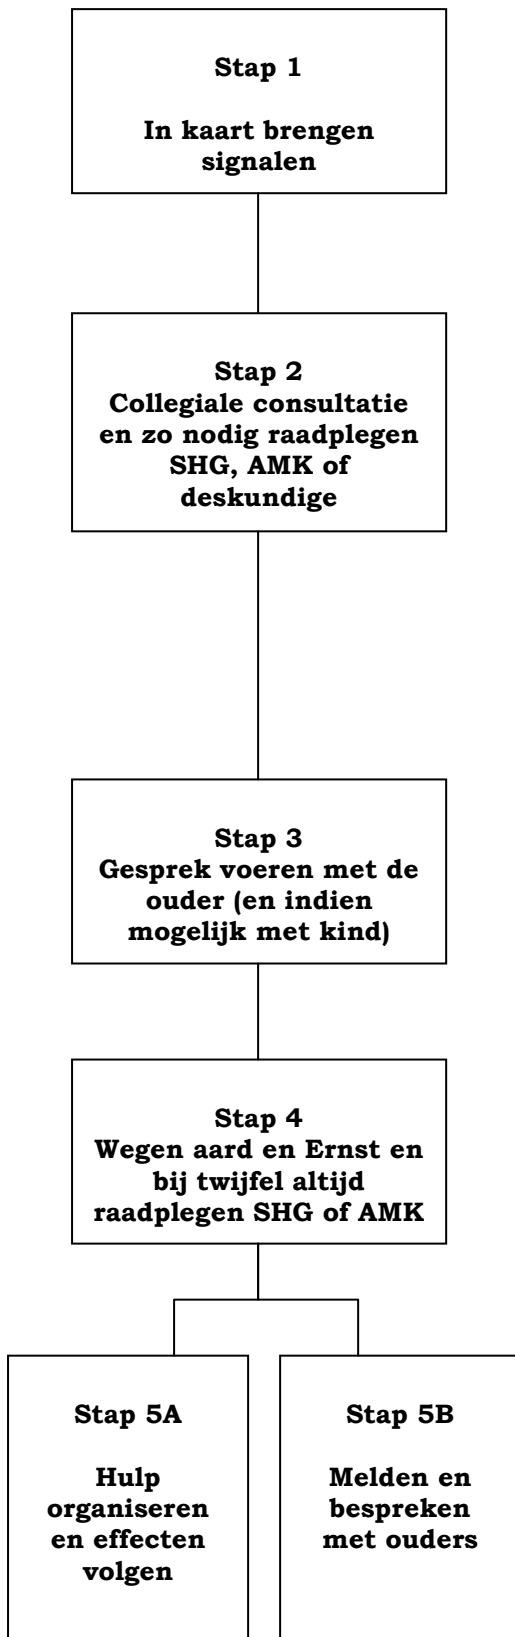 Stap 1
In kaart brengen
signalen
Stap 2
Collegiale consultatie
en zo nodig raadplegen
SHG, AMK of
deskundige
Stap 3
Gesprek voeren met de
ouder (en indien
mogelijk met kind)
Stap 4
Wegen aard en Ernst en
bij twijfel altijd
raadplegen SHG of AMK
Stap 5A
Hulp
organiseren
en effecten
volgen
Stap 5B
Melden en
bespreken
met ouders